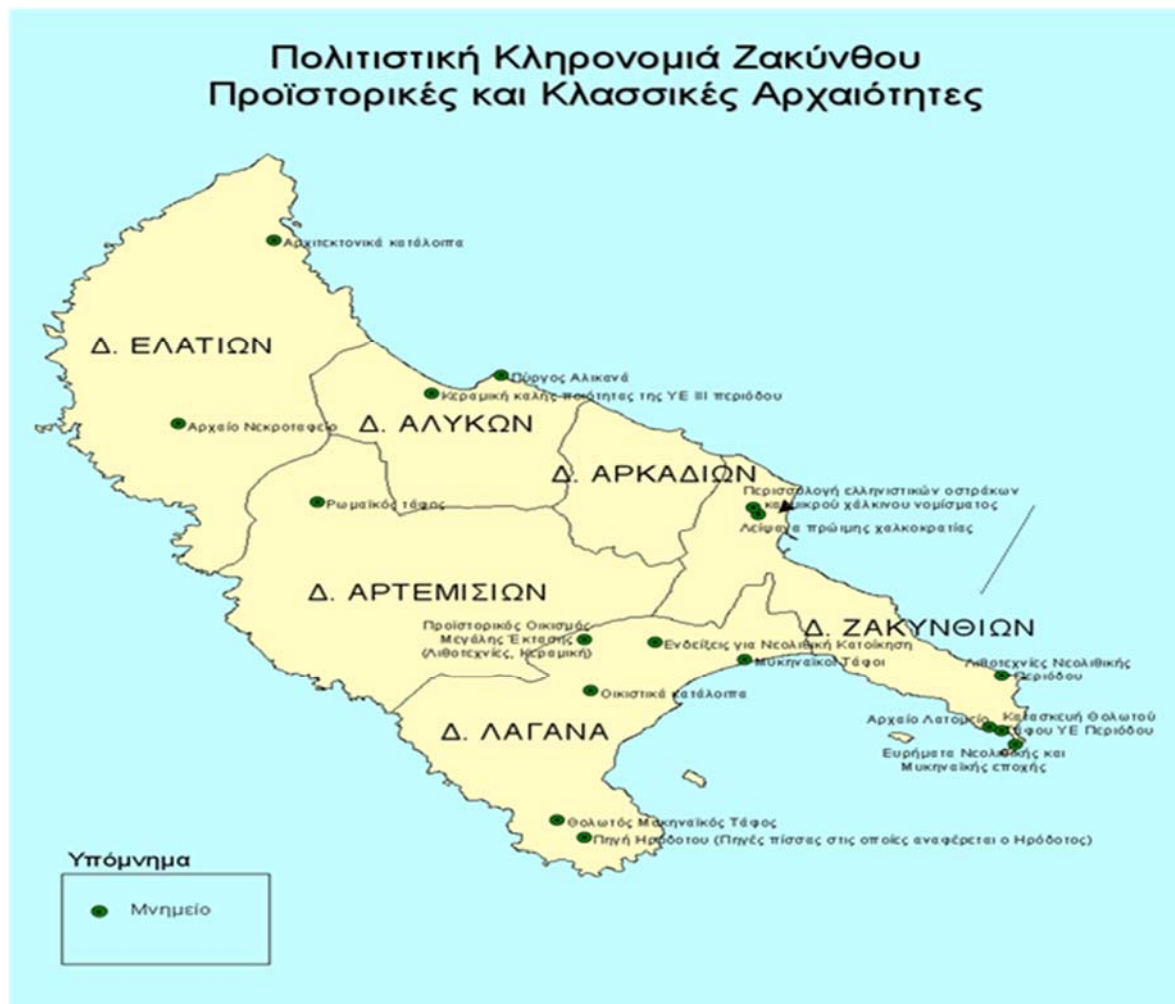 Πολιτιστική Κληρονομιά Ζακύνθου
Προϊστορικές και Κλασσικές Αρχαιότητες
Αρχιτεκτονικά κατάλοιπα
Δ. ΕΛΑΤΙΩΝ
Πύργος Αλικανά
Κεραμική καλής ποιότητας της ΥΕ ΙΙΙ περιόδου
Αρχαίο Νεκροταφείο
Δ. ΑΛΥΚΩΝ
Δ. ΑΡΚΑΔΙΩΝ
Περισσολογή ελληνιστικών οστράκων
και μικρού χάλκινου νομίσματος
Ρωμαϊκός τάφος
Λείψανα πρώιμης χαλκοκρατίας
Δ. ΑΡΤΕΜΙΣΙΩΝ
Προϊστορικός Οικισμός
Μεγάλης Έκτασης
(Λιθοτεχνίες, Κεραμική)
Δ. ΖΑΚΥΝΘΙΩΝ
Ενδείξεις για Νεολιθική Κατοίκηση
Μυκηναϊκοί Τάφοι
Λιθοτεχνίες Νεολιθικής
Περιόδου
Οικιστικά κατάλοιπα
Δ. ΛΑΓΑΝΑ
Αρχαίο Λατομείο
Κατασκευή Θολωτού
Τάφου ΥΕ Περιόδου
Ευρήματα Νεολιθικής και
Μυκηναϊκής εποχής
Θολωτός Μυκηναϊκός Τάφος
Πηγή Ηρόδοτου (Πηγές πίσσας στις οποίες αναφέρεται ο Ηρόδοτος)
Υπόμνημα
Μνημείο